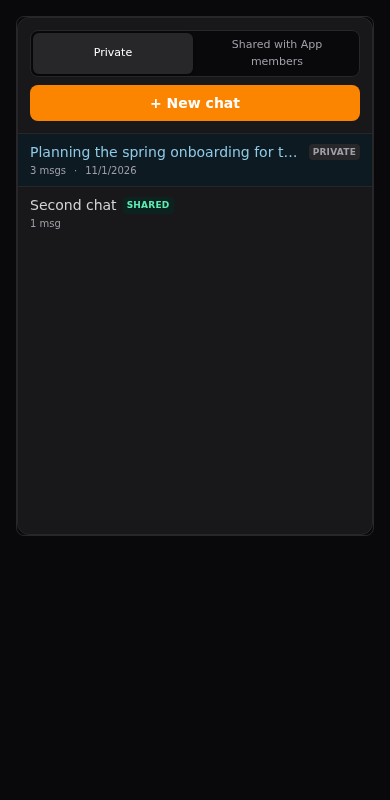 Private
Shared with App
members
+ New chat
Planning the spring onboarding for t... PRIVATE
3 msgs · 11/1/2026
Second chat SHARED
1 msg